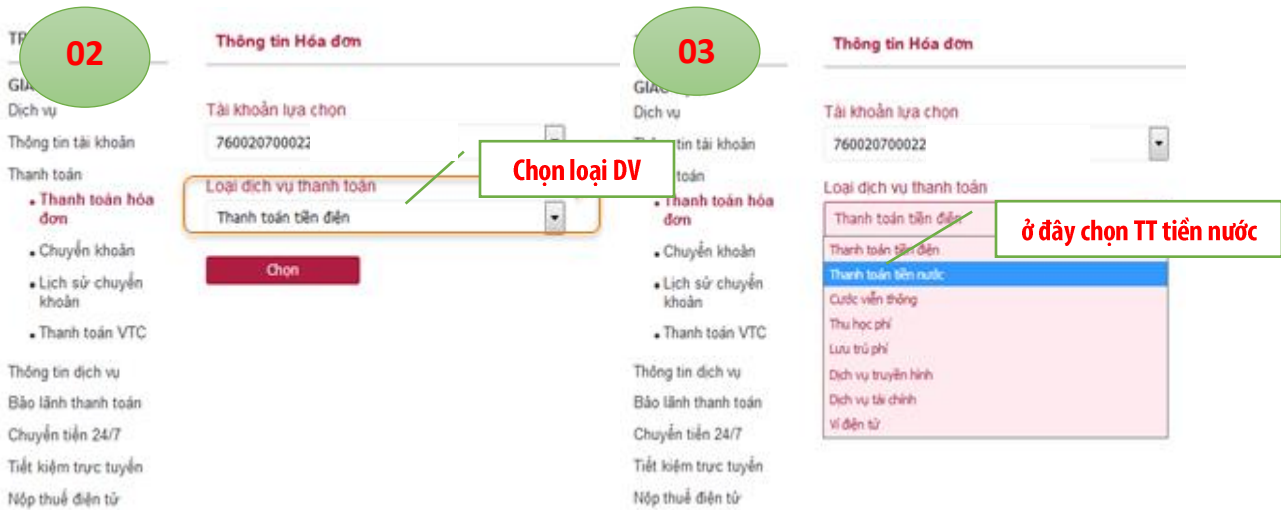 02
Thông tin Hóa đơn
Dịch vụ
Thông tin tài khoản
Thanh toán
Thanh toán hóa
đơn
Chuyển khoản
Lịch sử chuyển
khoản
Thanh toán VTC
Thông tin dịch vụ
Bảo lãnh thanh toán
Chuyển tiền 24/7
Tiết kiệm trực tuyến
Nộp thuế điện tử
Tài khoản lựa chọn
760020700022
Loại dịch vụ thanh toán
Thanh toán tiền điện
Chọn
Chọn loại DV
03
Thông tin Hóa đơn
Dịch vụ
tin tài khoản
toán
Thanh toán hóa
đơn
Chuyển khoản
Lịch sử chuyển
khoản
Thanh toán VTC
Thông tin dịch vụ
Bảo lãnh thanh toán
Chuyển tiền 24/7
Tiết kiệm trực tuyến
Nộp thuế điện tử
Tài khoản lựa chọn
760020700022
Loại dịch vụ thanh toán
Thanh toán tiền điện
Thanh toán tiền điện
Thanh toán tiền nước
Cước viễn thông
Thu học phí
Lưu trú phí
Dịch vụ truyền hình
Dịch vụ tài chính
Ví điện tử
ở đây chọn TT tiền nước